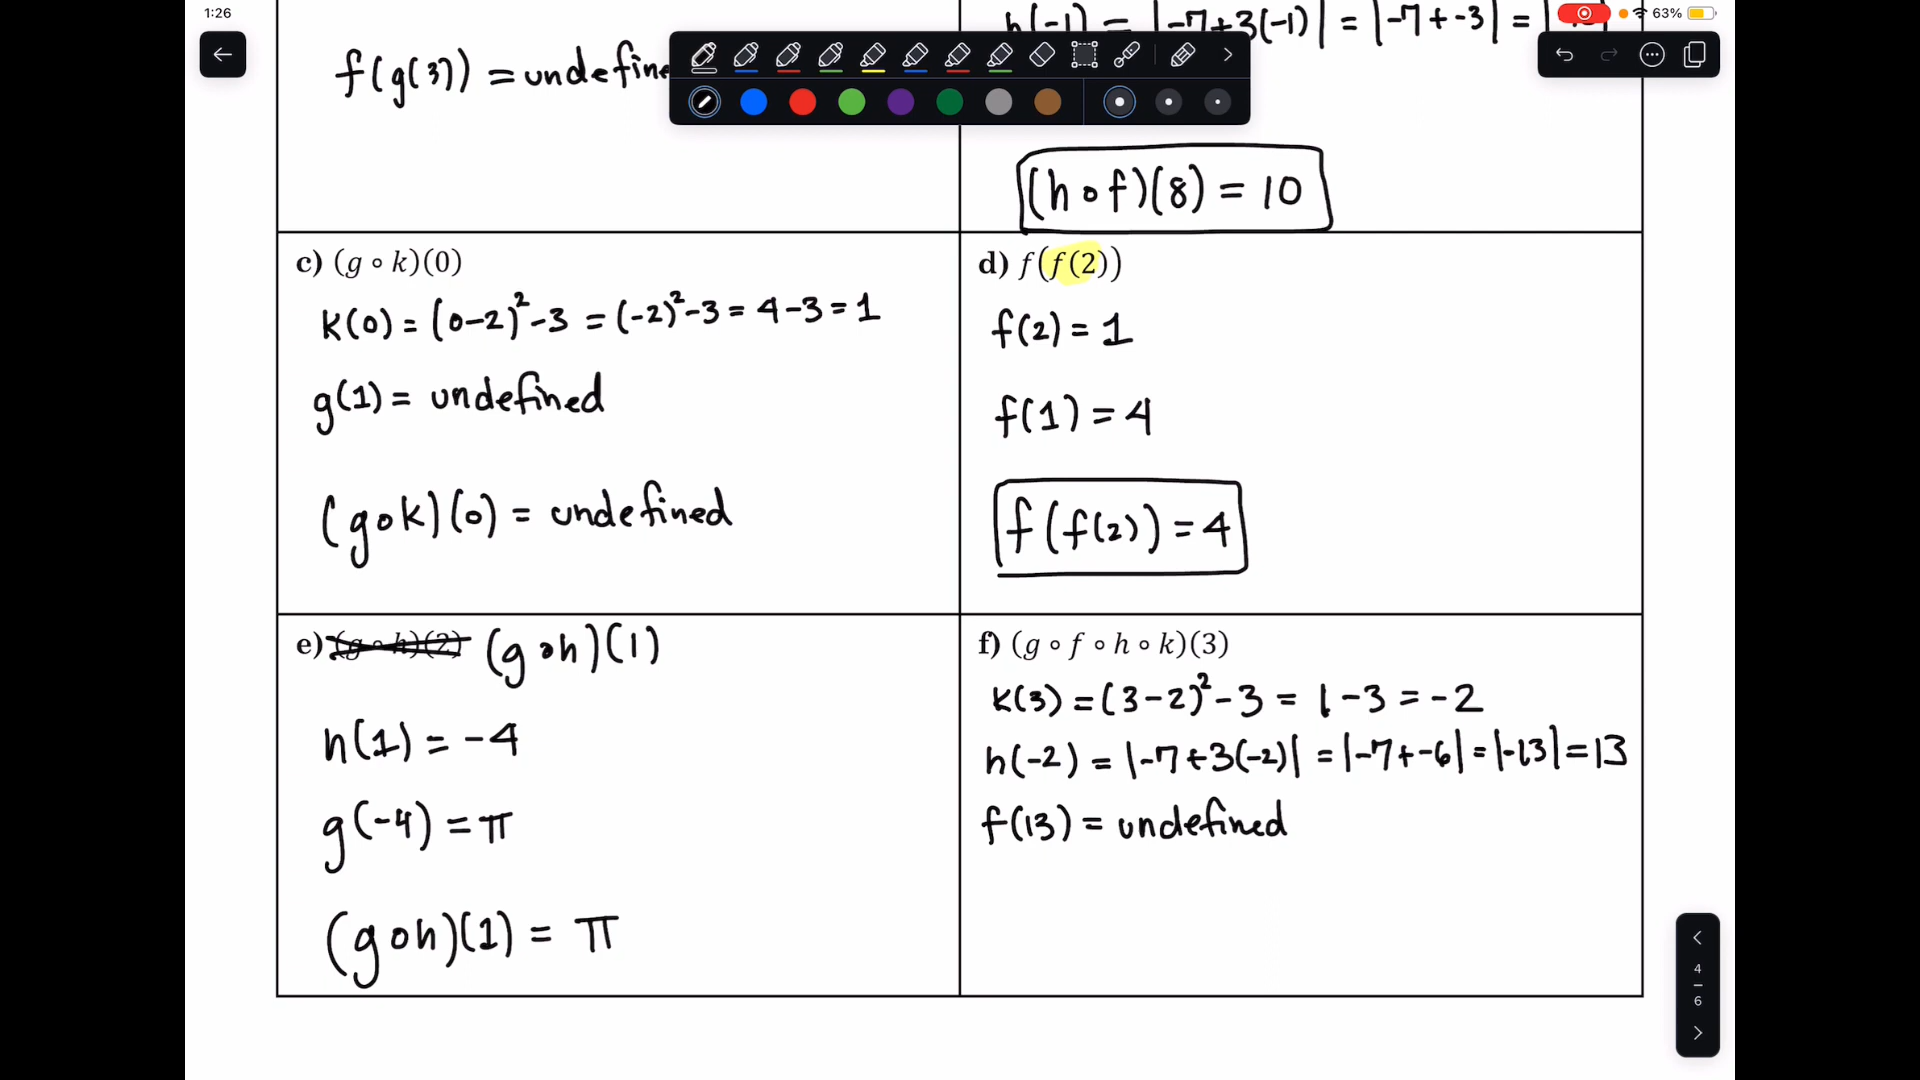 1:26
63%
f(g(3)) = undefine
h(-1) = |-7+3(-1)| = |-7+-3| =
(h∘f)(8) = 10
c) (g ∘ k)(0)
k(0) = (0-2)²-3 = (-2)²-3 = 4-3 = 1
g(1) = undefined
(g∘k)(0) = undefined
d) f(f(2))
f(2) = 1
f(1) = 4
f(f(2)) = 4
e) (g ∘ h)(2) (g∘h)(1)
h(1) = -4
g(-4) = π
(g∘h)(1) = π
f) (g ∘ f ∘ h ∘ k)(3)
k(3) = (3-2)²-3 = 1-3 = -2
h(-2) = |-7+3(-2)| = |-7+-6| = |-13| = 13
f(13) = undefined
4
6